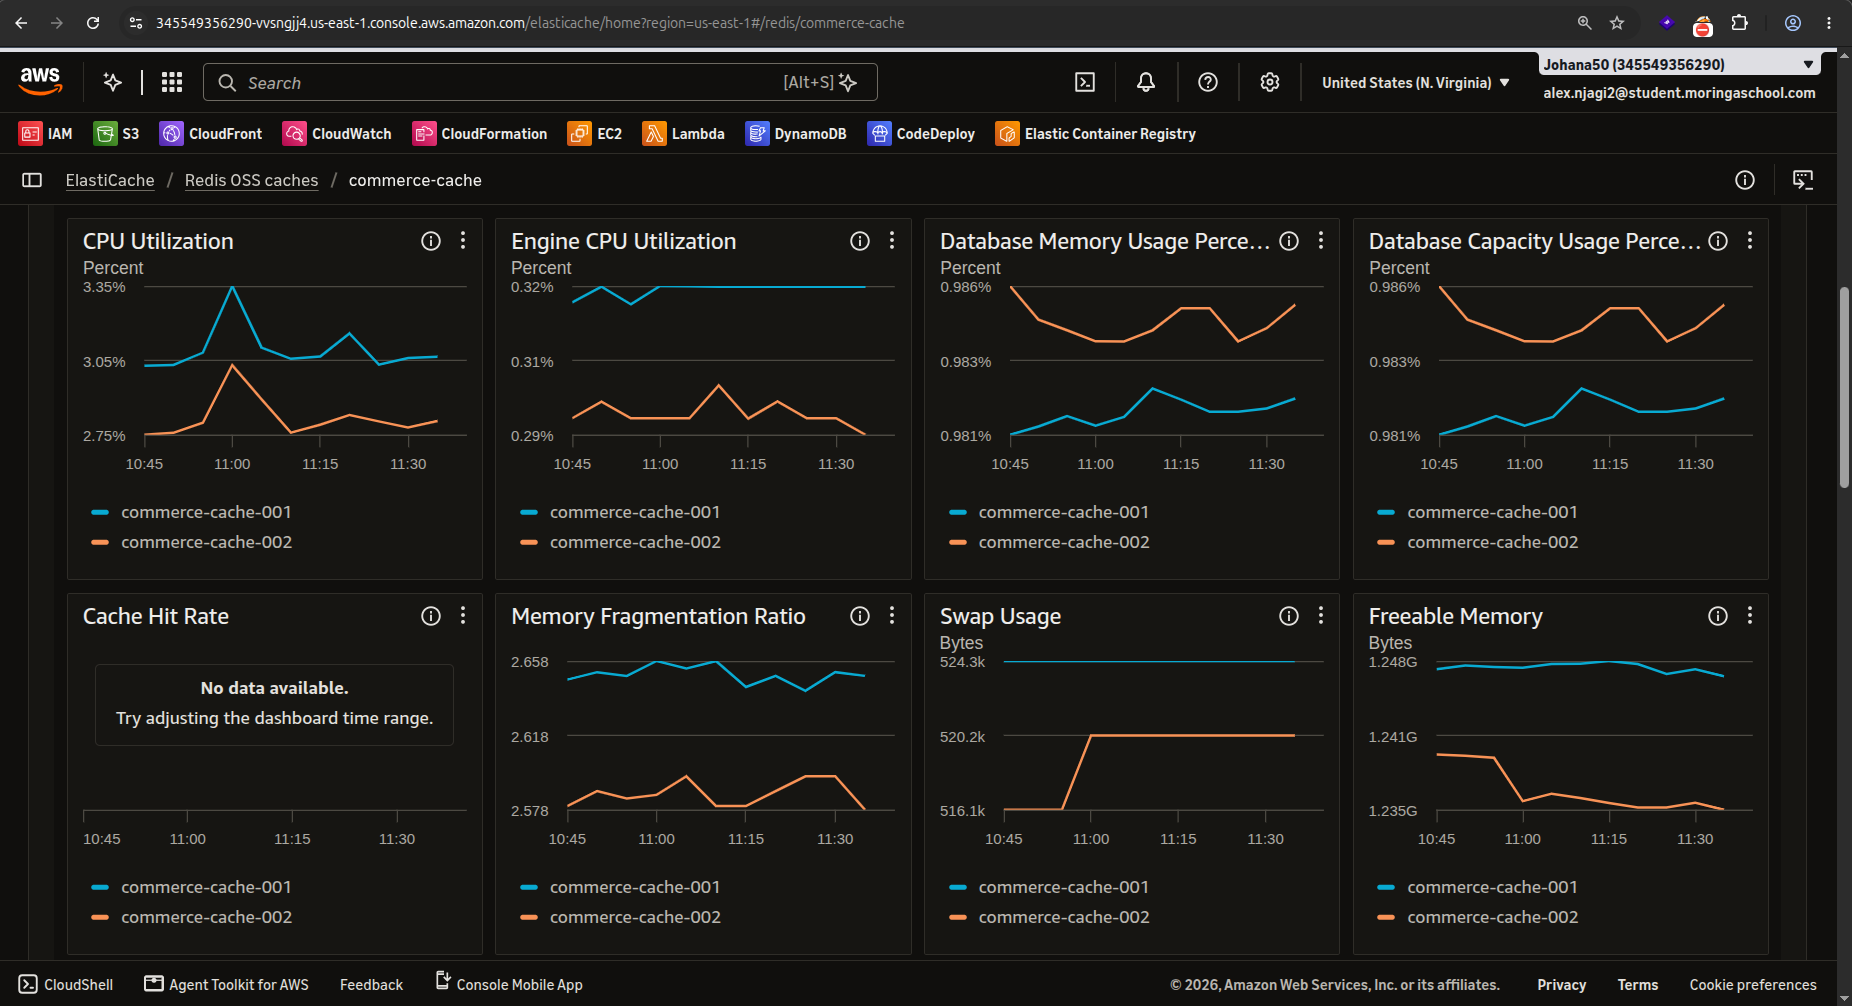 345549356290-vvsngjj4.us-east-1.console.aws.amazon.com/elasticache/home?region=us-east-1#/redis/commerce-cache
aws
Search
[Alt+S]
United States (N. Virginia)
Johana50 (345549356290)
alex.njagi2@student.moringaschool.com
IAM
S3
CloudFront
CloudWatch
CloudFormation
EC2
Lambda
DynamoDB
CodeDeploy
Elastic Container Registry
ElastiCache / Redis OSS caches / commerce-cache
CPU Utilization
Percent
3.35%
3.05%
2.75%
10:45 11:00 11:15 11:30
commerce-cache-001
commerce-cache-002
Engine CPU Utilization
Percent
0.32%
0.31%
0.29%
10:45 11:00 11:15 11:30
commerce-cache-001
commerce-cache-002
Database Memory Usage Perce...
Percent
0.986%
0.983%
0.981%
10:45 11:00 11:15 11:30
commerce-cache-001
commerce-cache-002
Database Capacity Usage Perce...
Percent
0.986%
0.983%
0.981%
10:45 11:00 11:15 11:30
commerce-cache-001
commerce-cache-002
Cache Hit Rate
No data available.
Try adjusting the dashboard time range.
10:45 11:00 11:15 11:30
commerce-cache-001
commerce-cache-002
Memory Fragmentation Ratio
2.658
2.618
2.578
10:45 11:00 11:15 11:30
commerce-cache-001
commerce-cache-002
Swap Usage
Bytes
524.3k
520.2k
516.1k
10:45 11:00 11:15 11:30
commerce-cache-001
commerce-cache-002
Freeable Memory
Bytes
1.248G
1.241G
1.235G
10:45 11:00 11:15 11:30
commerce-cache-001
commerce-cache-002
CloudShell
Agent Toolkit for AWS
Feedback
Console Mobile App
© 2026, Amazon Web Services, Inc. or its affiliates.
Privacy
Terms
Cookie preferences